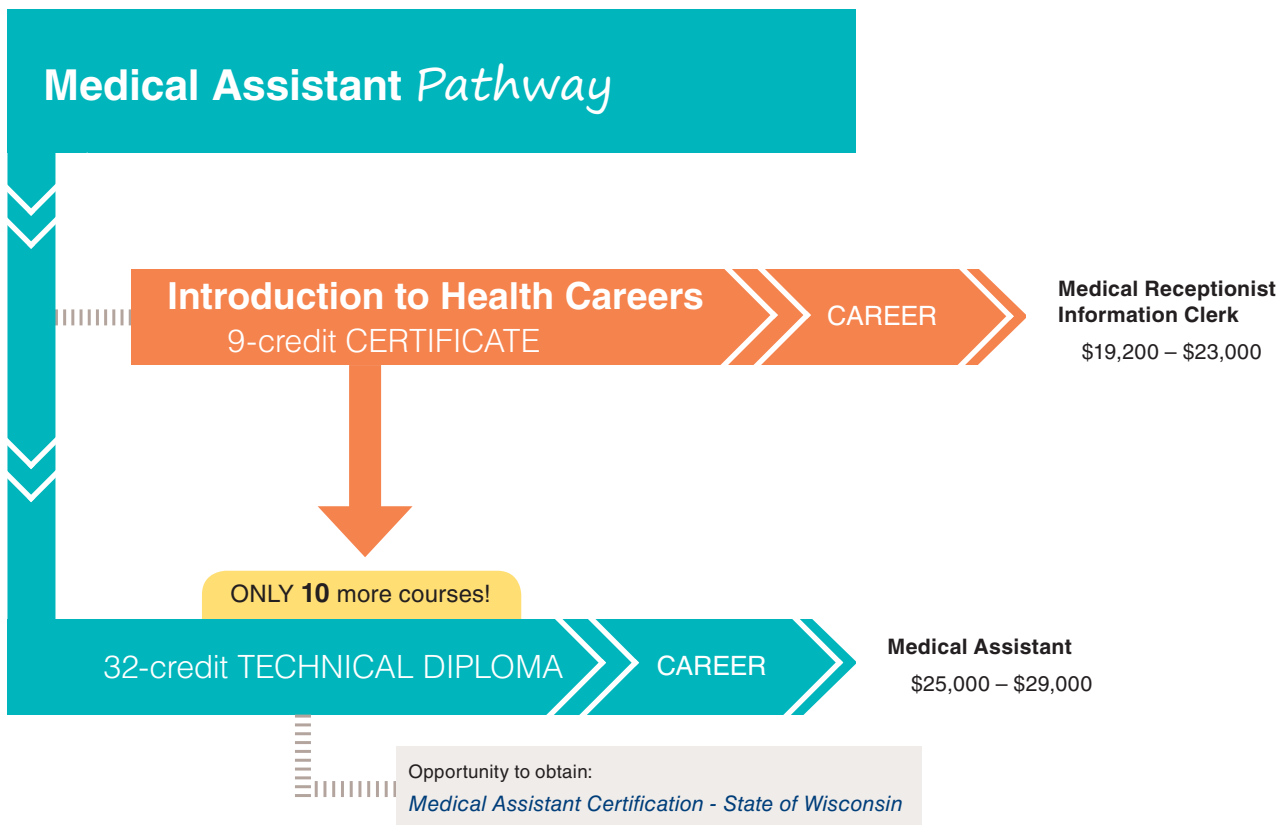 Medical Assistant Pathway
Introduction to Health Careers
9-credit CERTIFICATE
CAREER
Medical Receptionist
Information Clerk
$19,200 – $23,000
ONLY 10 more courses!
32-credit TECHNICAL DIPLOMA
CAREER
Medical Assistant
$25,000 – $29,000
Opportunity to obtain:
Medical Assistant Certification - State of Wisconsin